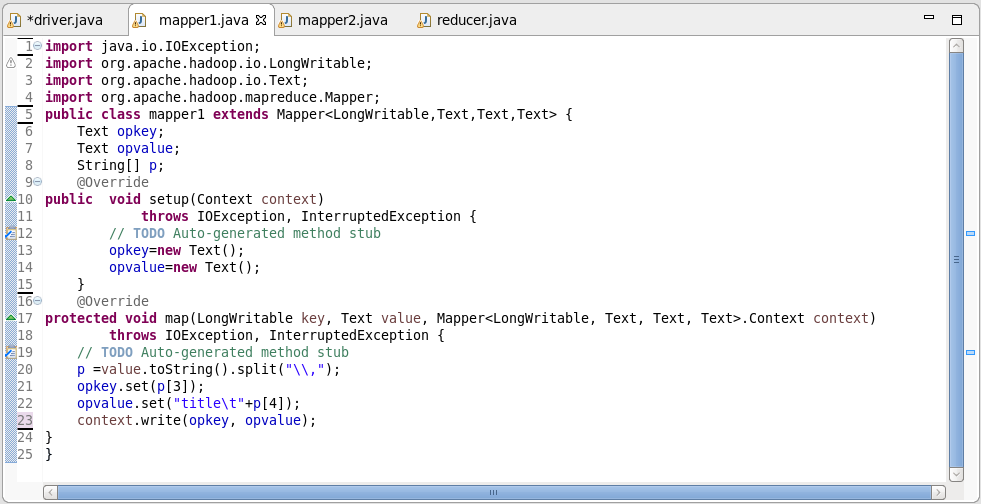 *driver.java mapper1.java mapper2.java reducer.java
1 import java.io.IOException;
2 import org.apache.hadoop.io.LongWritable;
3 import org.apache.hadoop.io.Text;
4 import org.apache.hadoop.mapreduce.Mapper;
5 public class mapper1 extends Mapper<LongWritable,Text,Text,Text> {
6     Text opkey;
7     Text opvalue;
8     String[] p;
9     @Override
10 public  void setup(Context context)
11             throws IOException, InterruptedException {
12         // TODO Auto-generated method stub
13         opkey=new Text();
14         opvalue=new Text();
15     }
16     @Override
17 protected void map(LongWritable key, Text value, Mapper<LongWritable, Text, Text, Text>.Context context)
18         throws IOException, InterruptedException {
19     // TODO Auto-generated method stub
20     p =value.toString().split("\\,");
21     opkey.set(p[3]);
22     opvalue.set("title\t"+p[4]);
23     context.write(opkey, opvalue);
24 }
25 }